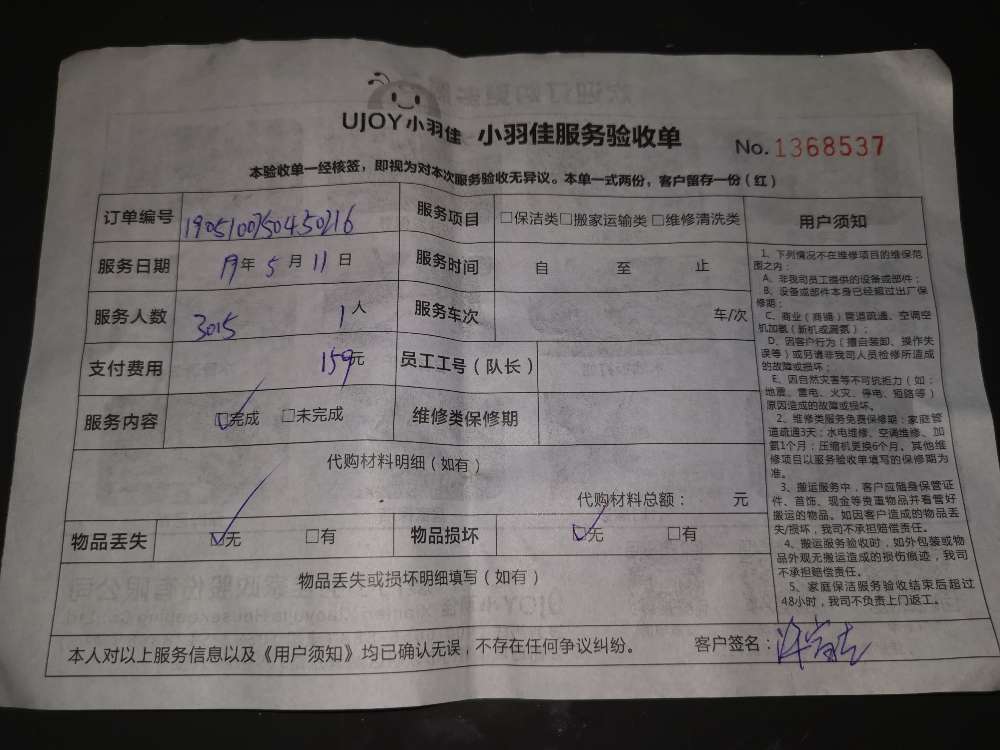 UJOY小羽佳 小羽佳服务验收单 No.1368537
本验收单一经核签，即视为对本次服务验收无异议。本单一式两份，客户留存一份（红）
订单编号 服务项目 □保洁类□搬家运输类□维修清洗类 用户须知
服务日期 19年5月11日 服务时间 自 至 止
服务人数 3015 1人 服务车次 车/次
支付费用 159元 员工工号（队长）
服务内容 ☑完成 □未完成 维修类保修期
代购材料明细（如有）
代购材料总额： 元
物品丢失 ☑无 □有 物品损坏 ☑无 □有
物品丢失或损坏明细填写（如有）
本人对以上服务信息以及《用户须知》均已确认无误，不存在任何争议纠纷。 客户签名：
1、下列情况不在维修项目的维保范
围之内：
A、非我司员工提供的设备或部件；
B、设备或部件本身已经超过出厂保
修期；
C、商业（商铺）管道疏通、空调空
机加氨（新机或漏氨）；
D、因客户行为（擅自装卸、操作失
误等）或另请非我司人员检修所造成
的故障或损坏；
E、因自然灾害等不可抗拒力（如：
地震、雷电、火灾、停电、短路等）
原因造成的故障或损坏。
2、维修类服务免费保修期：家庭管
道疏通3天；水电维修、空调维修、加
氨1个月；压缩机更换6个月。其他维
修项目以服务验收单填写的保修期为
准。
3、搬运服务中，客户应随身保管证
件、首饰、现金等贵重物品并看管好
搬运的物品。如因客户造成的物品丢
失/损坏，我司不承担赔偿责任。
4、搬运服务验收时，如外包装或物
品外观无搬运造成的损伤痕迹，我司
不承担赔偿责任。
5、家庭保洁服务验收结束后超过
48小时，我司不负责上门返工。